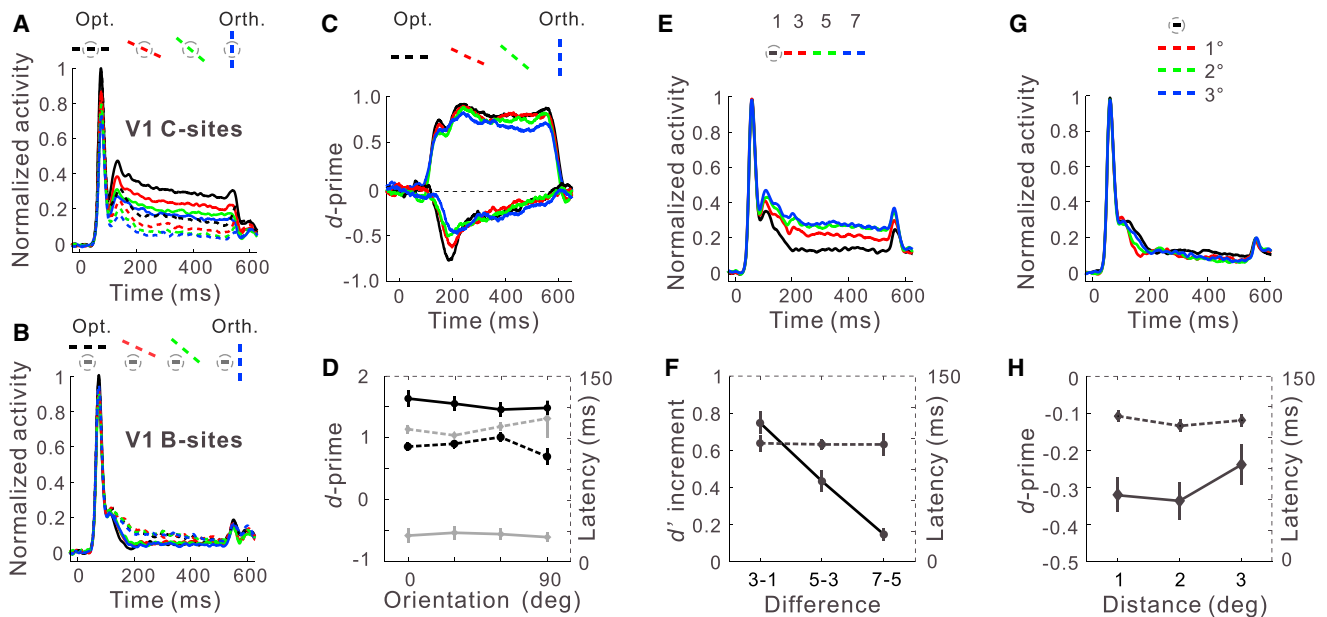 A
Opt.
Orth.
Normalized activity
1
0.8
0.6
0.4
0.2
0
V1 C-sites
0
200
400
600
Time (ms)
B
Opt.
Orth.
Normalized activity
1
0.8
0.6
0.4
0.2
0
V1 B-sites
0
200
400
600
Time (ms)
C
Opt.
Orth.
d-prime
1.0
0.5
0
-0.5
-1.0
0
200
400
600
Time (ms)
D
d-prime
2
1
0
-1
150
0
Latency (ms)
0
90
Orientation (deg)
E
1 3 5 7
Normalized activity
1
0.8
0.6
0.4
0.2
0
0
200
400
600
Time (ms)
F
d' increment
1
0.8
0.6
0.4
0.2
0
150
0
Latency (ms)
3-1
5-3
7-5
Difference
G
1°
2°
3°
Normalized activity
1
0.8
0.6
0.4
0.2
0
0
200
400
600
Time (ms)
H
d-prime
0
-0.1
-0.2
-0.3
-0.4
-0.5
150
0
Latency (ms)
1
2
3
Distance (deg)